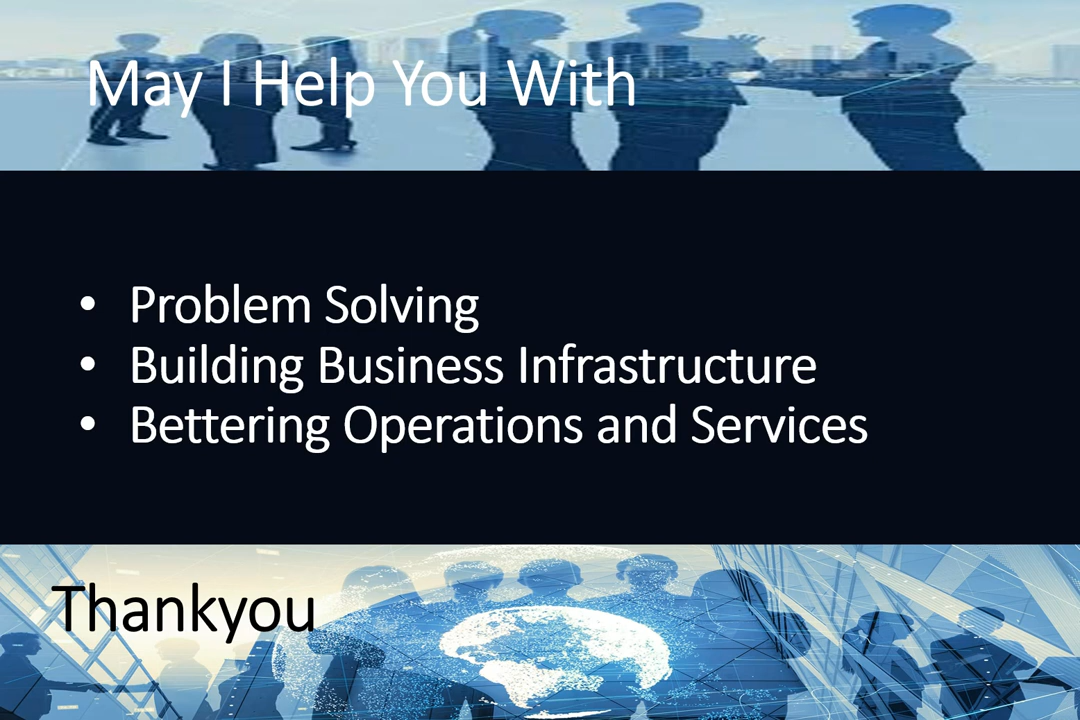 May I Help You With
• Problem Solving
• Building Business Infrastructure
• Bettering Operations and Services
Thankyou